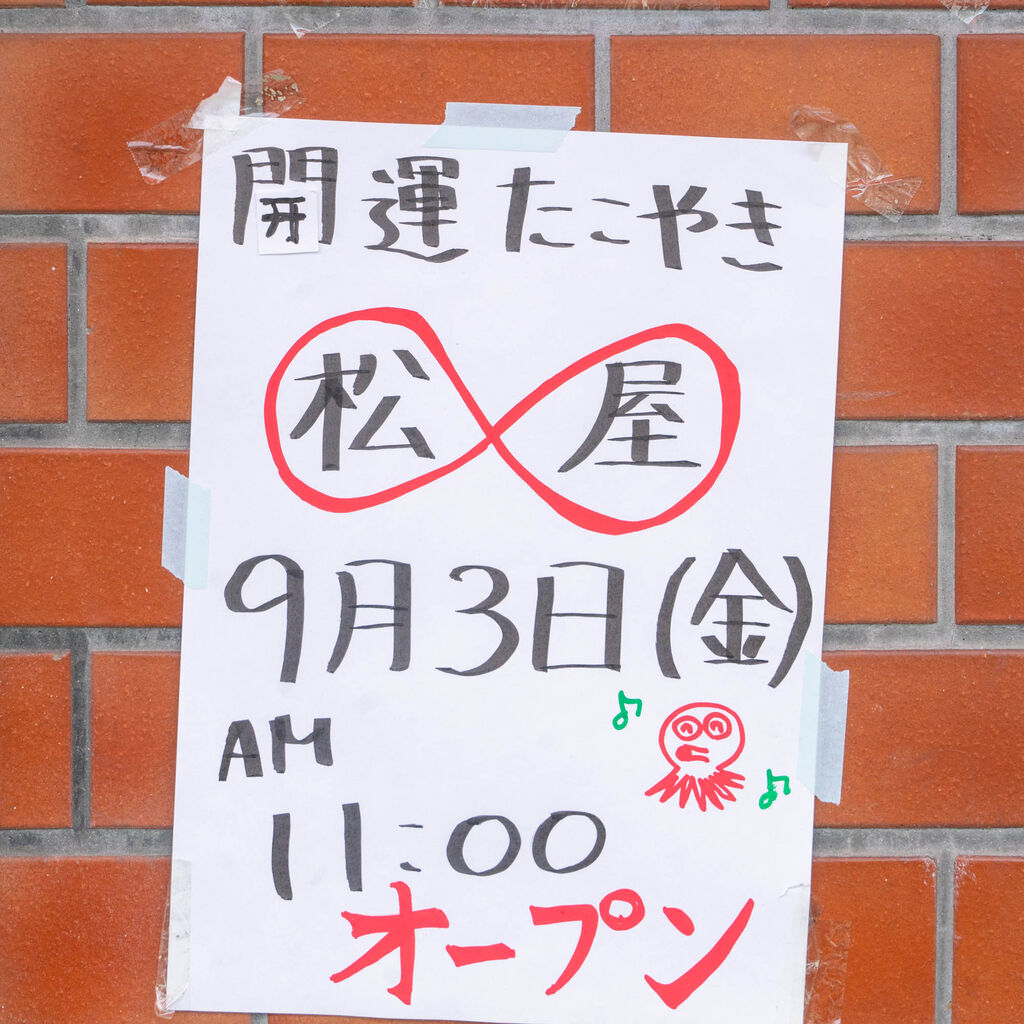 開運たこやき
松屋
9月3日(金)
AM
11:00
オープン